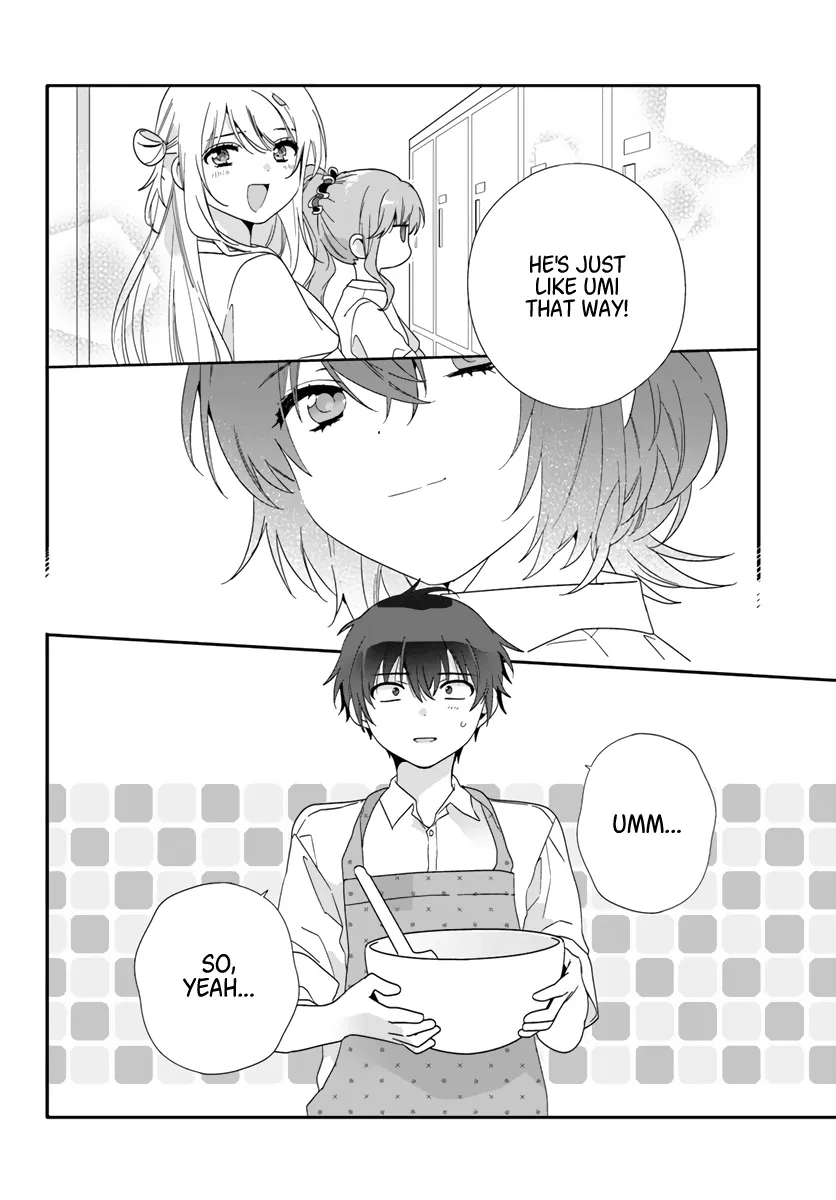 HE'S JUST
LIKE UMI
THAT WAY!
UMM...
SO,
YEAH...